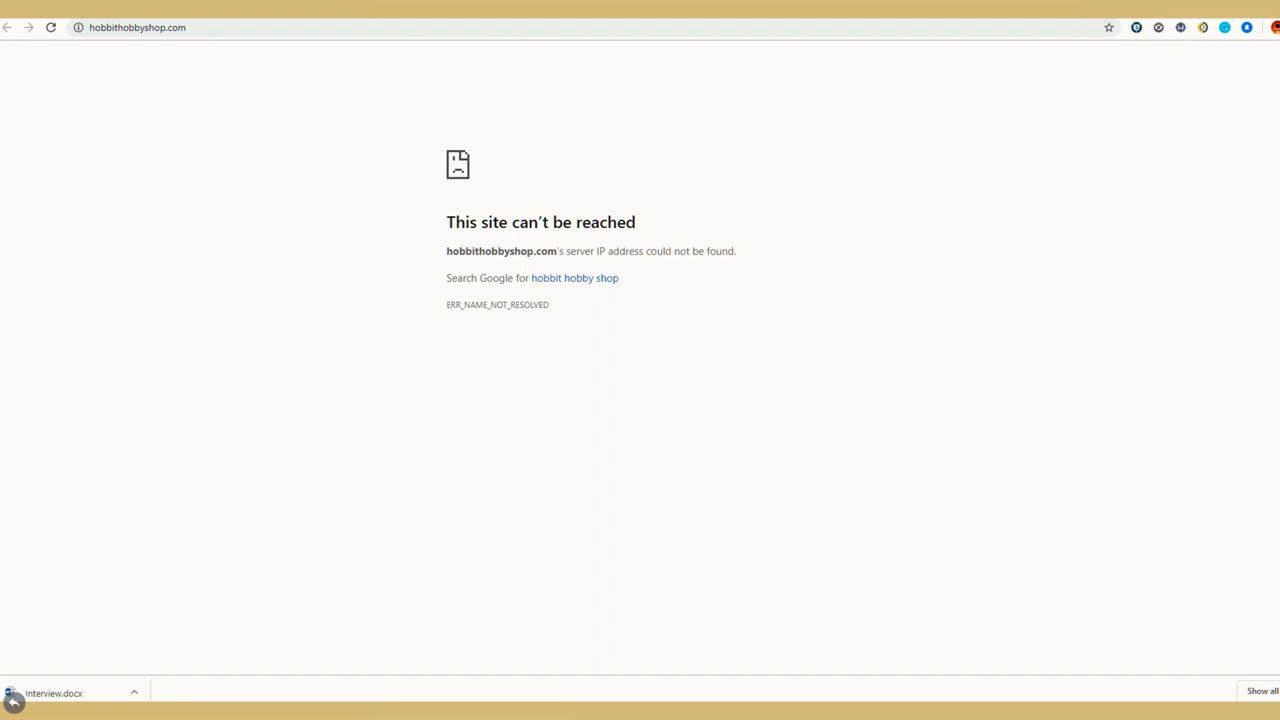 hobbithobbyshop.com
This site can't be reached
hobbithobbyshop.com's server IP address could not be found.
Search Google for hobbit hobby shop
ERR_NAME_NOT_RESOLVED
Interview.docx
Show all